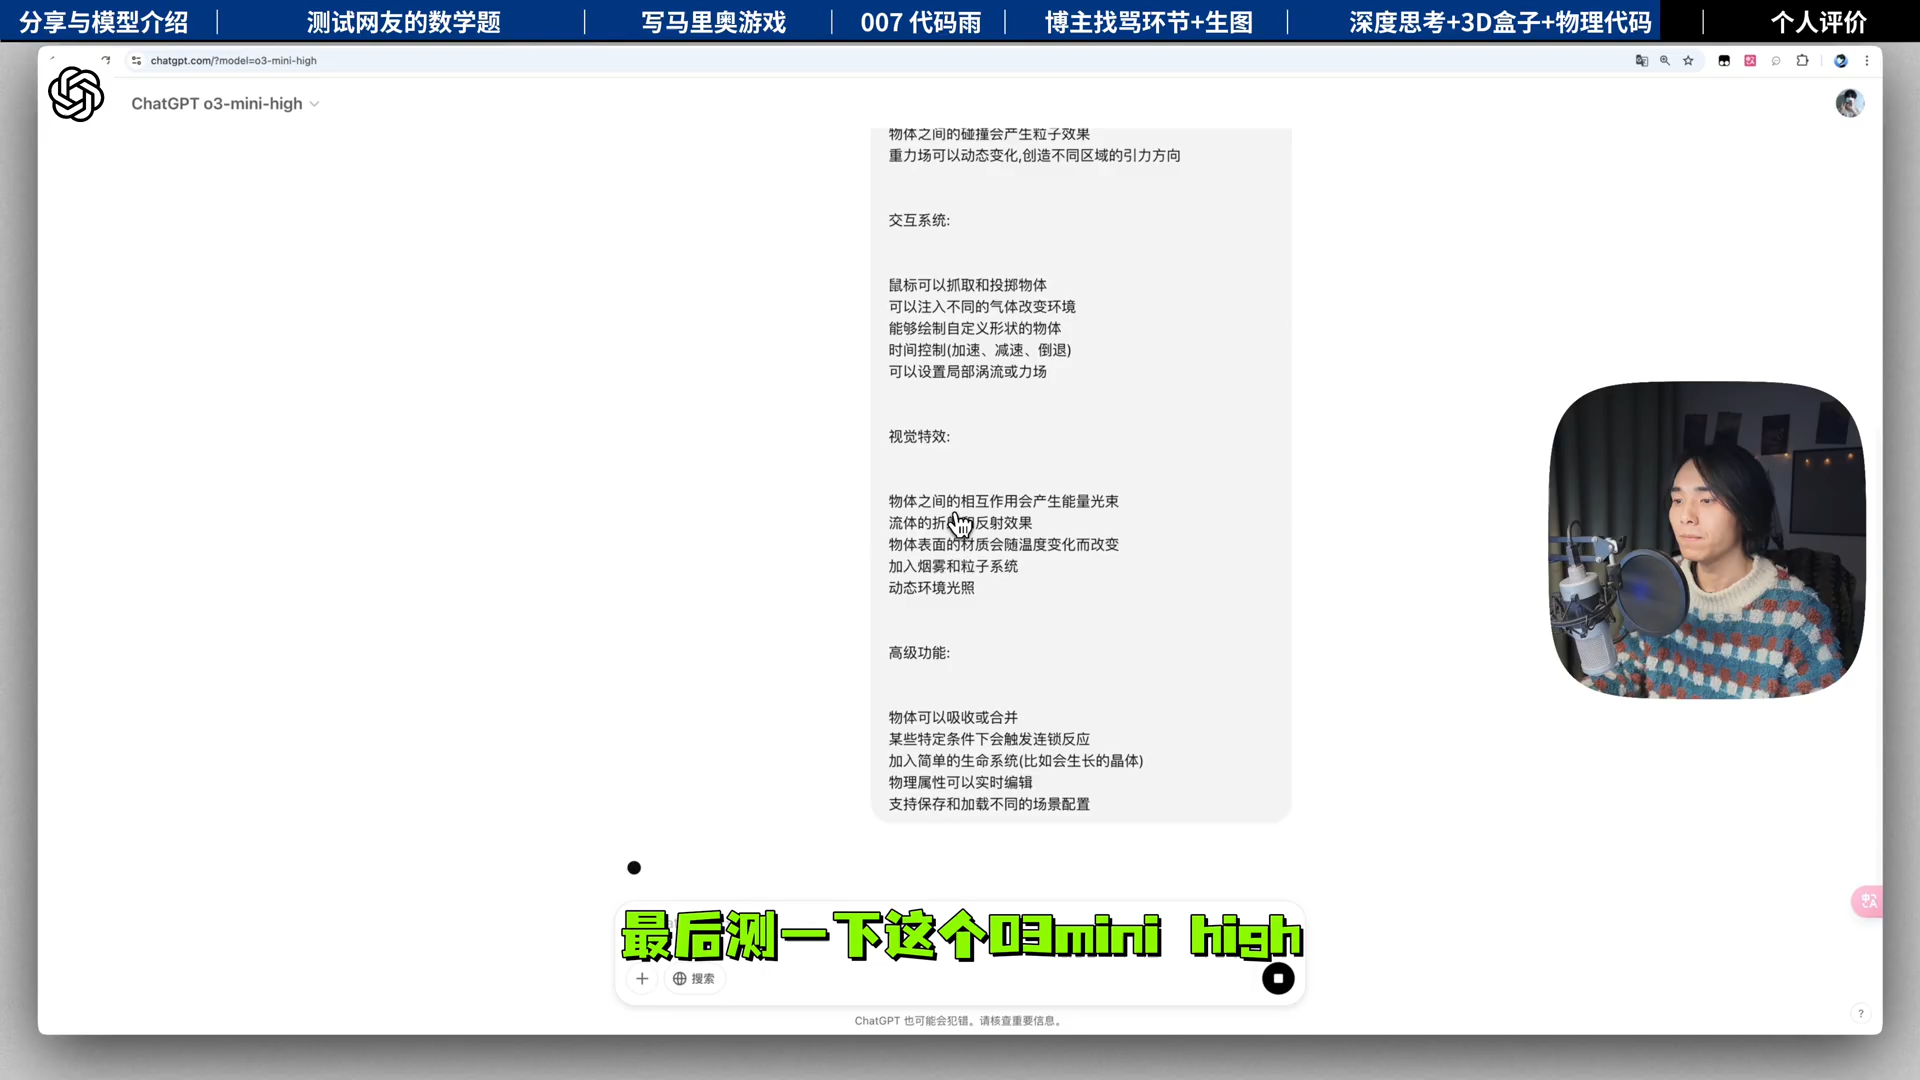 分享与模型介绍 | 测试网友的数学题 | 写马里奥游戏 | 007 代码雨 | 博主找骂环节+生图 | 深度思考+3D盒子+物理代码 | 个人评价
chatgpt.com/?model=o3-mini-high
ChatGPT o3-mini-high
物体之间的碰撞会产生粒子效果
重力场可以动态变化,创造不同区域的引力方向
交互系统:
鼠标可以抓取和投掷物体
可以注入不同的气体改变环境
能够绘制自定义形状的物体
时间控制(加速、减速、倒退)
可以设置局部涡流或力场
视觉特效:
物体之间的相互作用会产生能量光束
流体的折 反射效果
物体表面的材质会随温度变化而改变
加入烟雾和粒子系统
动态环境光照
高级功能:
物体可以吸收或合并
某些特定条件下会触发连锁反应
加入简单的生命系统(比如会生长的晶体)
物理属性可以实时编辑
支持保存和加载不同的场景配置
最后测一下这个O3mini high
搜索
ChatGPT 也可能会犯错。请核查重要信息。
?